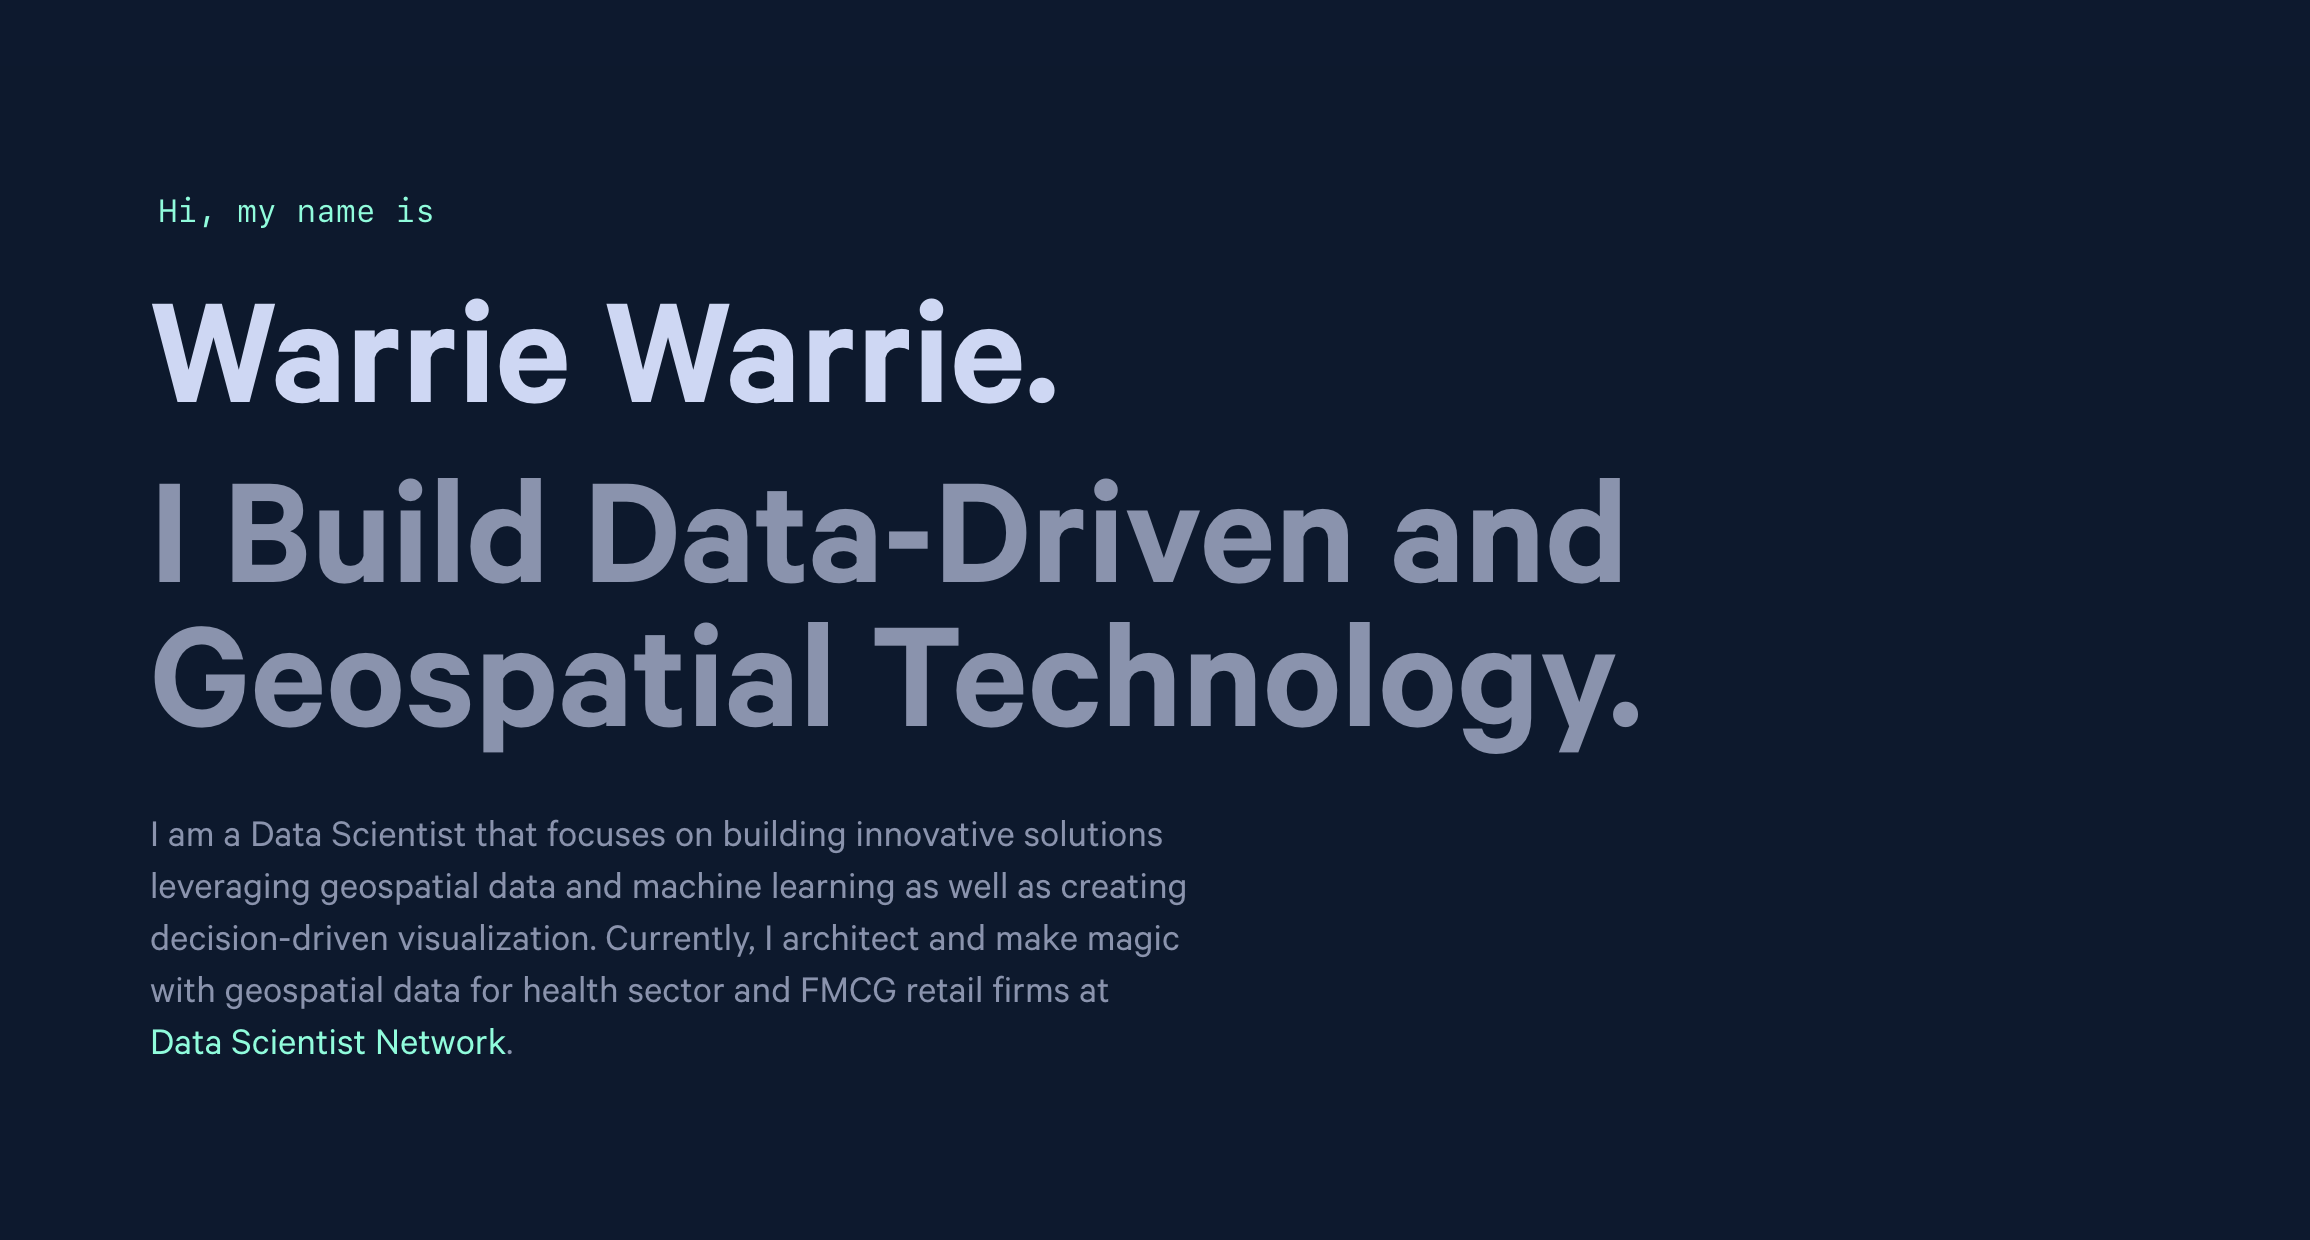 Hi, my name is
Warrie Warrie.
I Build Data-Driven and
Geospatial Technology.
I am a Data Scientist that focuses on building innovative solutions
leveraging geospatial data and machine learning as well as creating
decision-driven visualization. Currently, I architect and make magic
with geospatial data for health sector and FMCG retail firms at
Data Scientist Network.